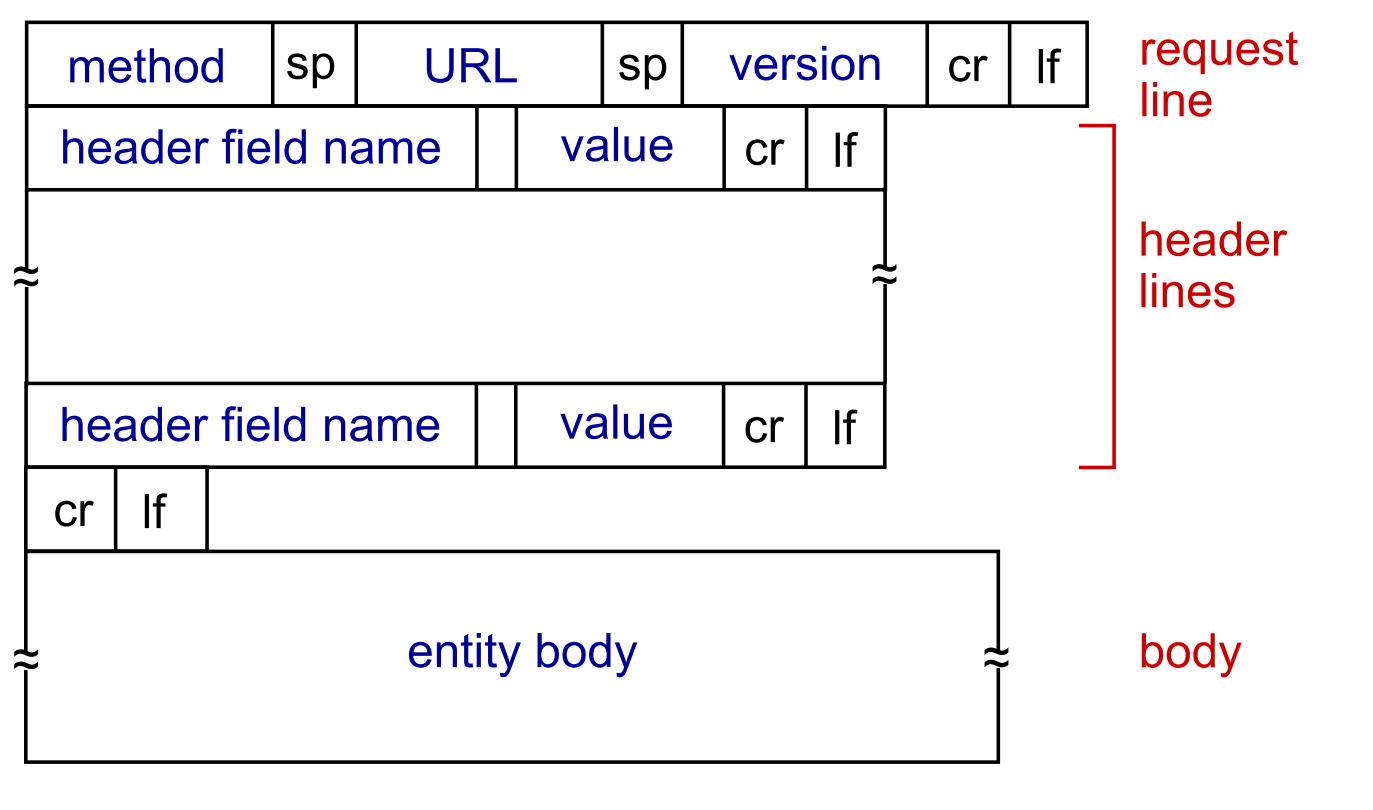 method sp URL sp version cr lf
request
line
header field name value cr lf
header
lines
header field name value cr lf
cr lf
entity body
body